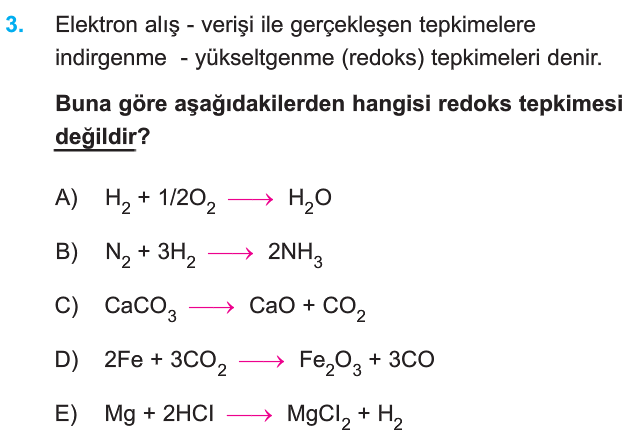 3. Elektron alış - verişi ile gerçekleşen tepkimelere
indirgenme - yükseltgenme (redoks) tepkimeleri denir.
Buna göre aşağıdakilerden hangisi redoks tepkimesi
değildir?
A) H₂ + 1/2O₂ ⟶ H₂O
B) N₂ + 3H₂ ⟶ 2NH₃
C) CaCO₃ ⟶ CaO + CO₂
D) 2Fe + 3CO₂ ⟶ Fe₂O₃ + 3CO
E) Mg + 2HCl ⟶ MgCl₂ + H₂